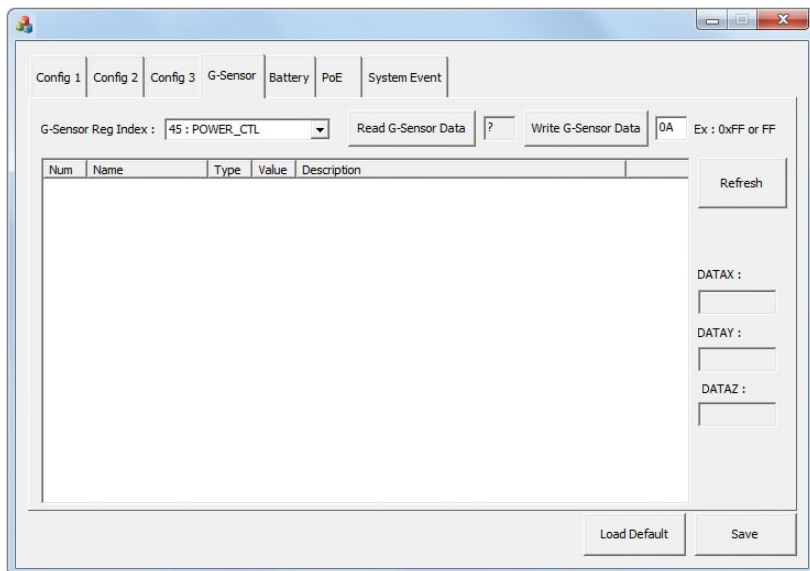 Config 1 Config 2 Config 3 G-Sensor Battery PoE System Event
G-Sensor Reg Index : 45 : POWER_CTL Read G-Sensor Data ? Write G-Sensor Data 0A Ex : 0xFF or FF
Num Name Type Value Description
Refresh
DATAX :
DATAY :
DATAZ :
Load Default Save